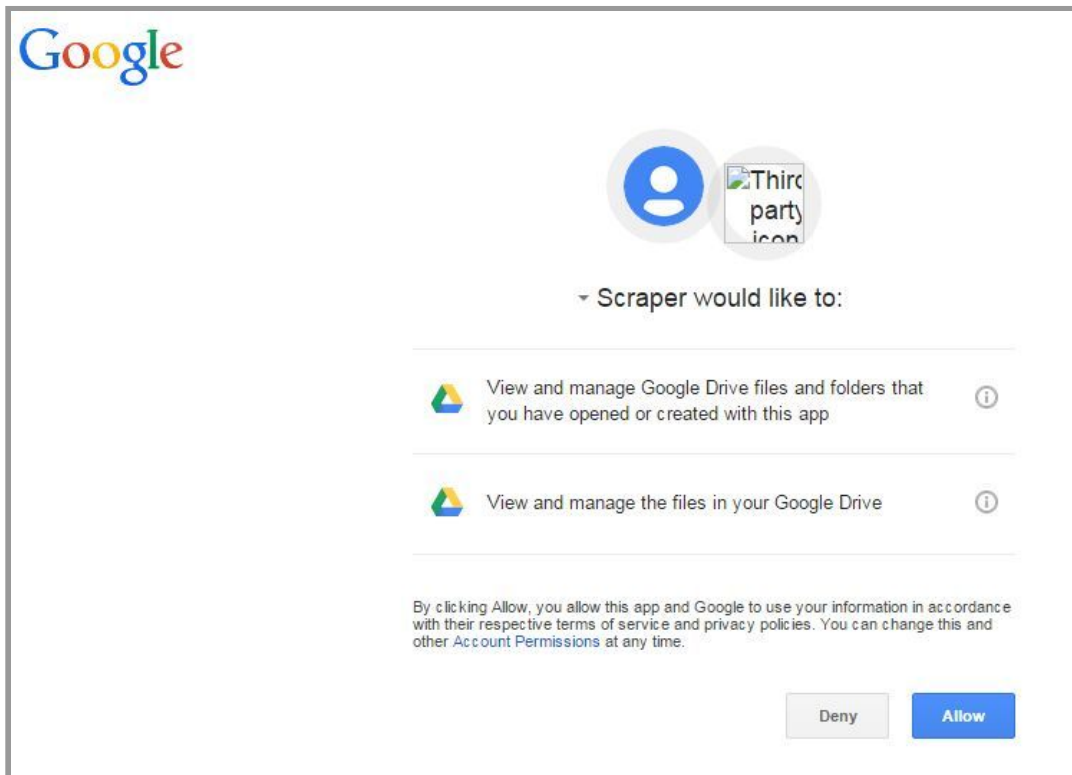 Google
Third
party
icon
Scraper would like to:
View and manage Google Drive files and folders that
you have opened or created with this app
View and manage the files in your Google Drive
By clicking Allow, you allow this app and Google to use your information in accordance
with their respective terms of service and privacy policies. You can change this and
other Account Permissions at any time.
Deny
Allow